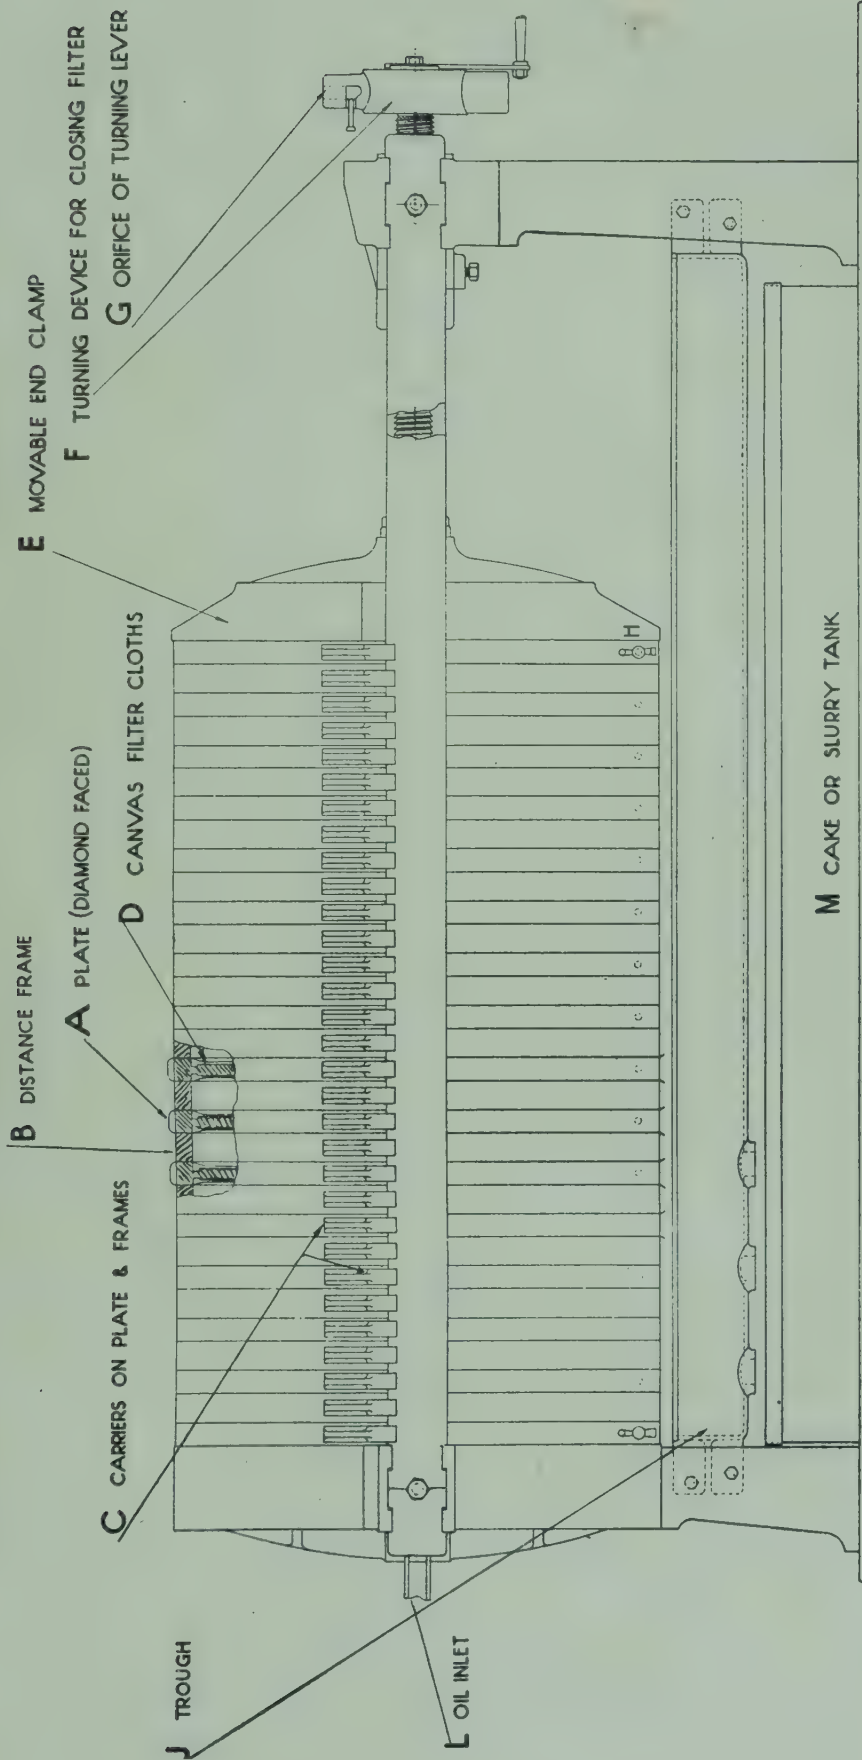 J TROUGH
C CARRIERS ON PLATE & FRAMES
B DISTANCE FRAME
A PLATE (DIAMOND FACED)
D CANVAS FILTER CLOTHS
E MOVABLE END CLAMP
F TURNING DEVICE FOR CLOSING FILTER
G ORIFICE OF TURNING LEVER
H
L OIL INLET
M CAKE OR SLURRY TANK